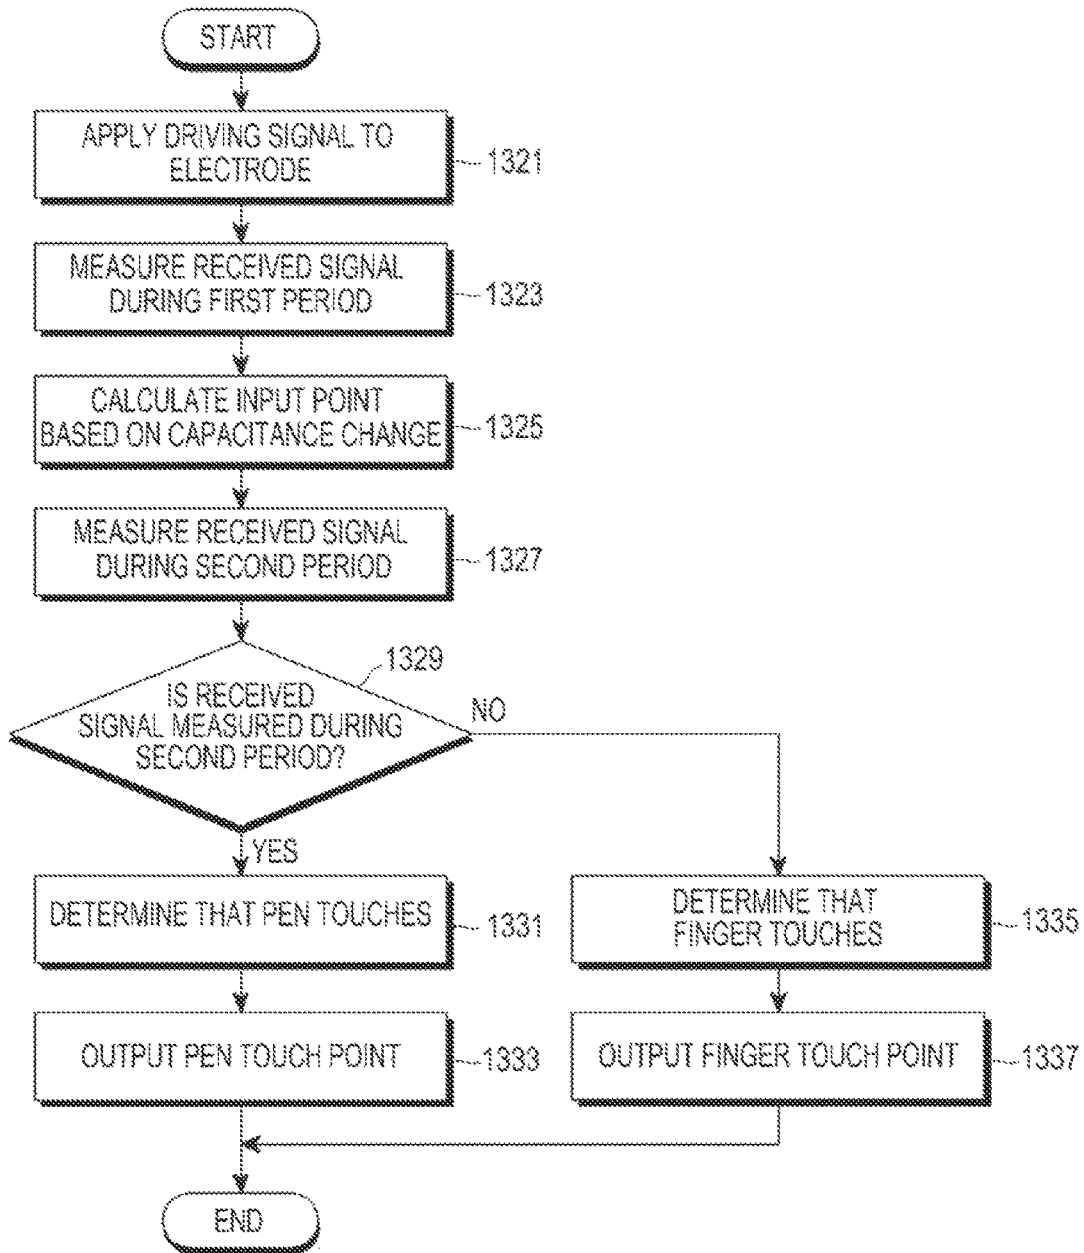 START
APPLY DRIVING SIGNAL TO
ELECTRODE
1321
MEASURE RECEIVED SIGNAL
DURING FIRST PERIOD
1323
CALCULATE INPUT POINT
BASED ON CAPACITANCE CHANGE
1325
MEASURE RECEIVED SIGNAL
DURING SECOND PERIOD
1327
1329
IS RECEIVED
SIGNAL MEASURED DURING
SECOND PERIOD?
NO
YES
DETERMINE THAT PEN TOUCHES
1331
DETERMINE THAT
FINGER TOUCHES
1335
OUTPUT PEN TOUCH POINT
1333
OUTPUT FINGER TOUCH POINT
1337
END